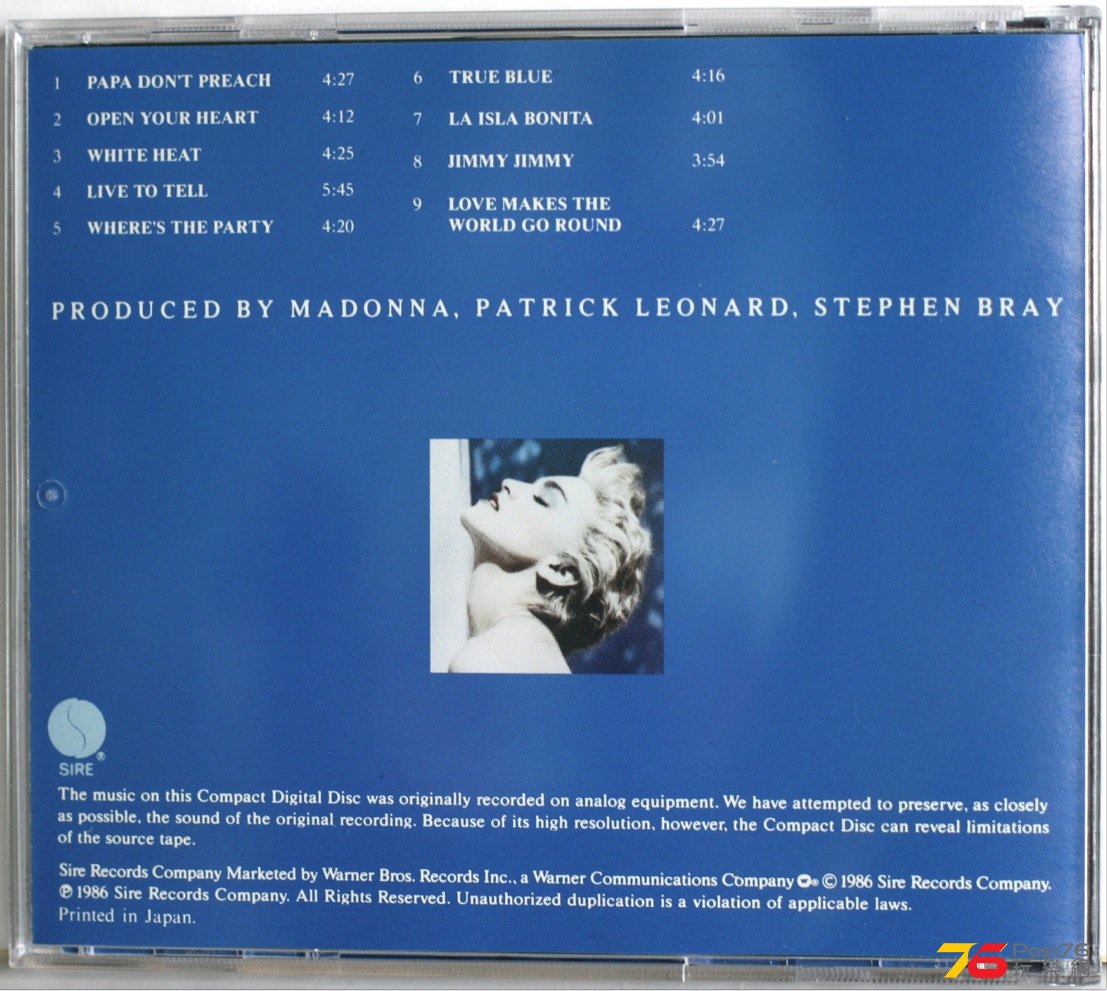 1 PAPA DON'T PREACH 4:27
2 OPEN YOUR HEART 4:12
3 WHITE HEAT 4:25
4 LIVE TO TELL 5:45
5 WHERE'S THE PARTY 4:20
6 TRUE BLUE 4:16
7 LA ISLA BONITA 4:01
8 JIMMY JIMMY 3:54
9 LOVE MAKES THE
WORLD GO ROUND 4:27
PRODUCED BY MADONNA, PATRICK LEONARD, STEPHEN BRAY
SIRE®
The music on this Compact Digital Disc was originally recorded on analog equipment. We have attempted to preserve, as closely
as possible, the sound of the original recording. Because of its high resolution, however, the Compact Disc can reveal limitations
of the source tape.
Sire Records Company Marketed by Warner Bros. Records Inc., a Warner Communications Company ® © 1986 Sire Records Company.
℗ 1986 Sire Records Company. All Rights Reserved. Unauthorized duplication is a violation of applicable laws.
Printed in Japan.
76 Post76